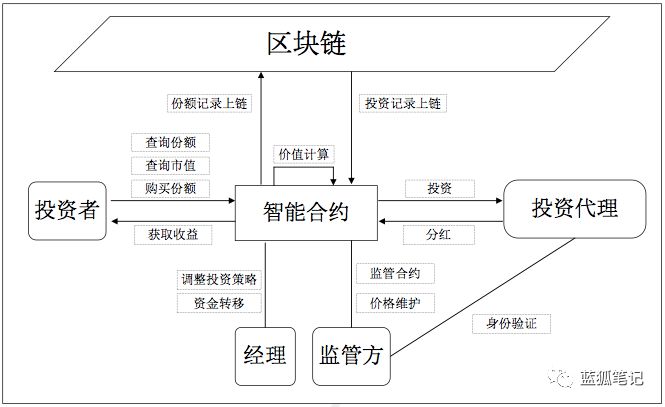 区块链
份额记录上链
投资记录上链
查询份额
查询市值
购买份额
价值计算
投资者
智能合约
投资
投资代理
获取收益
分红
调整投资策略
资金转移
监管合约
价格维护
身份验证
经理
监管方
蓝狐笔记